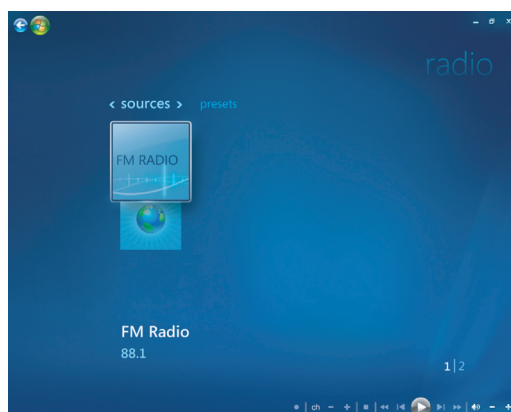 radio
< sources > presets
FM RADIO
FM Radio
88.1
1|2
ch - +